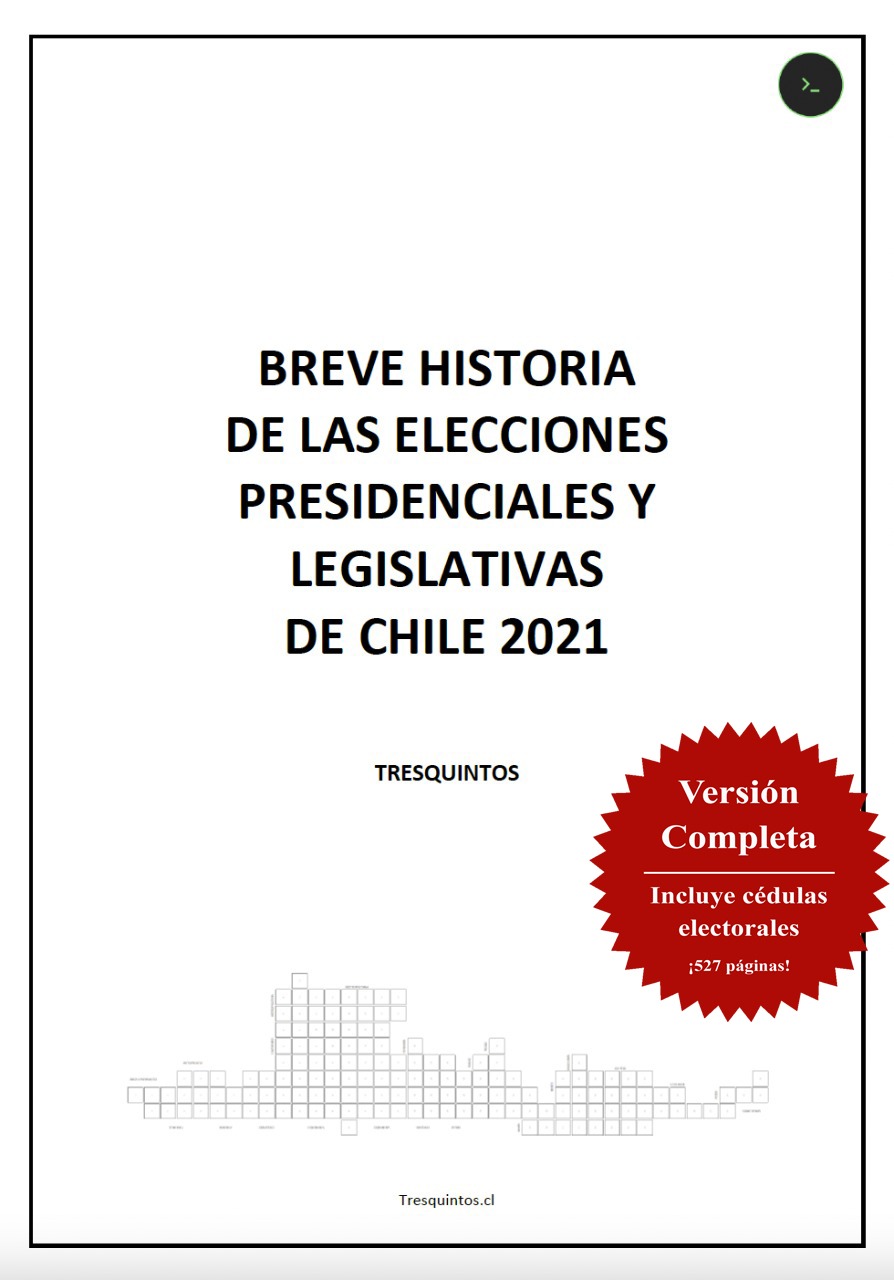 >_
BREVE HISTORIA
DE LAS ELECCIONES
PRESIDENCIALES Y
LEGISLATIVAS
DE CHILE 2021
TRESQUINTOS
Versión
Completa
Incluye cédulas
electorales
¡527 páginas!
Tresquintos.cl